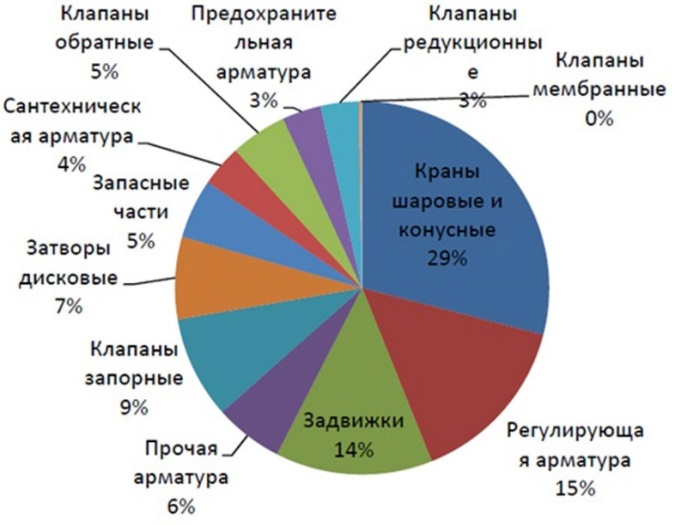 Клапаны
обратные
5%
Предохраните
льная
арматура
3%
Клапаны
редукционны
е
3%
Клапаны
мембранные
0%
Краны
шаровые и
конусные
29%
Регулирующа
я арматура
15%
Задвижки
14%
Прочая
арматура
6%
Клапаны
запорные
9%
Затворы
дисковые
7%
Запасные
части
5%
Сантехническ
ая арматура
4%